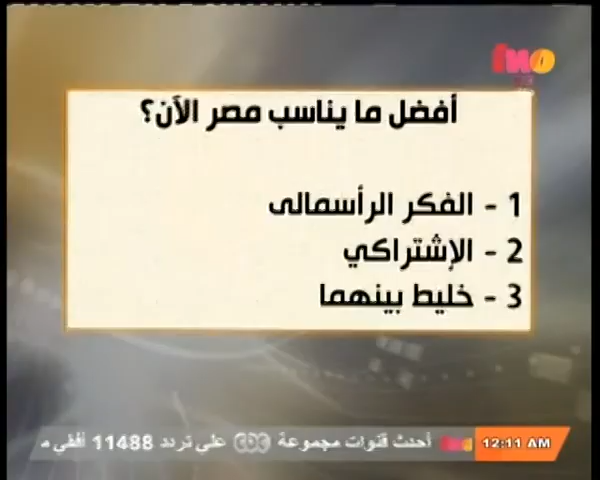 أفضل ما يناسب مصر الآن؟
1 - الفكر الرأسمالى
2 - الإشتراكي
3 - خليط بينهما
12:11 AM أحدث قنوات مجموعة cbc على تردد 11488 أفقي م